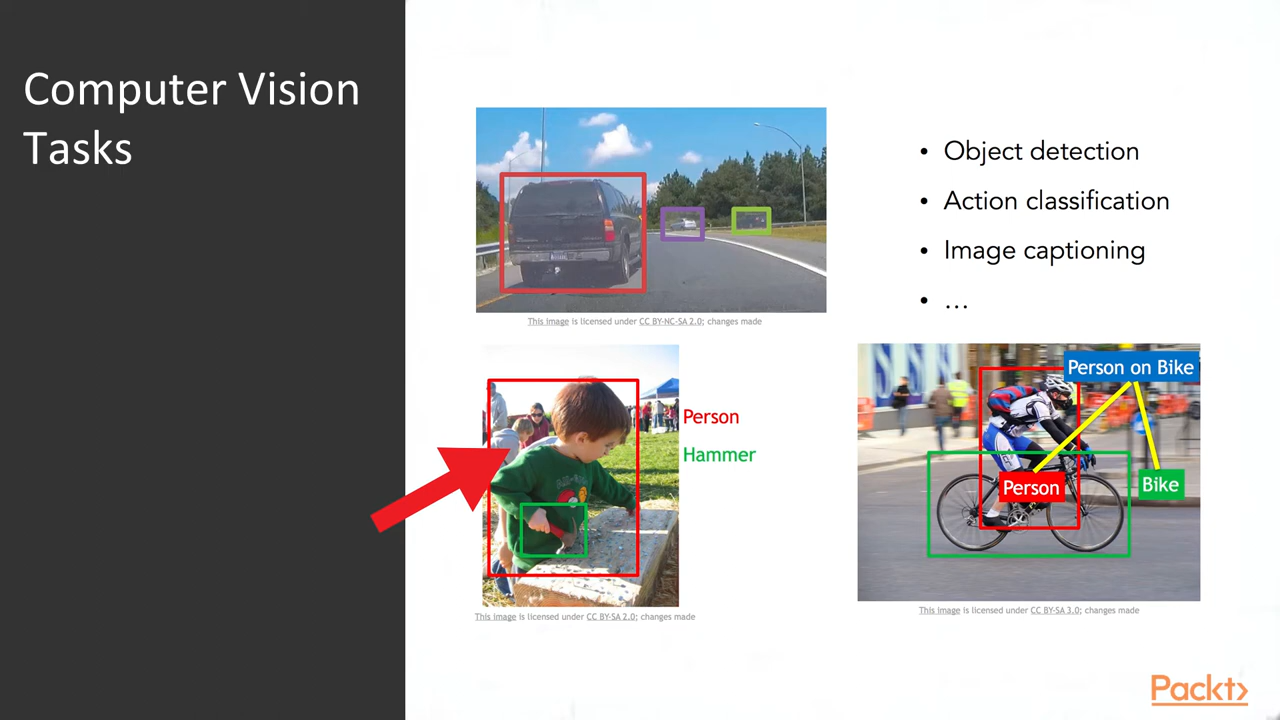 Computer Vision
Tasks
• Object detection
• Action classification
• Image captioning
• …
This image is licensed under CC BY-NC-SA 2.0; changes made
Person
Hammer
This image is licensed under CC BY-SA 2.0; changes made
Person on Bike
Person
Bike
This image is licensed under CC BY-SA 3.0; changes made
Packt>